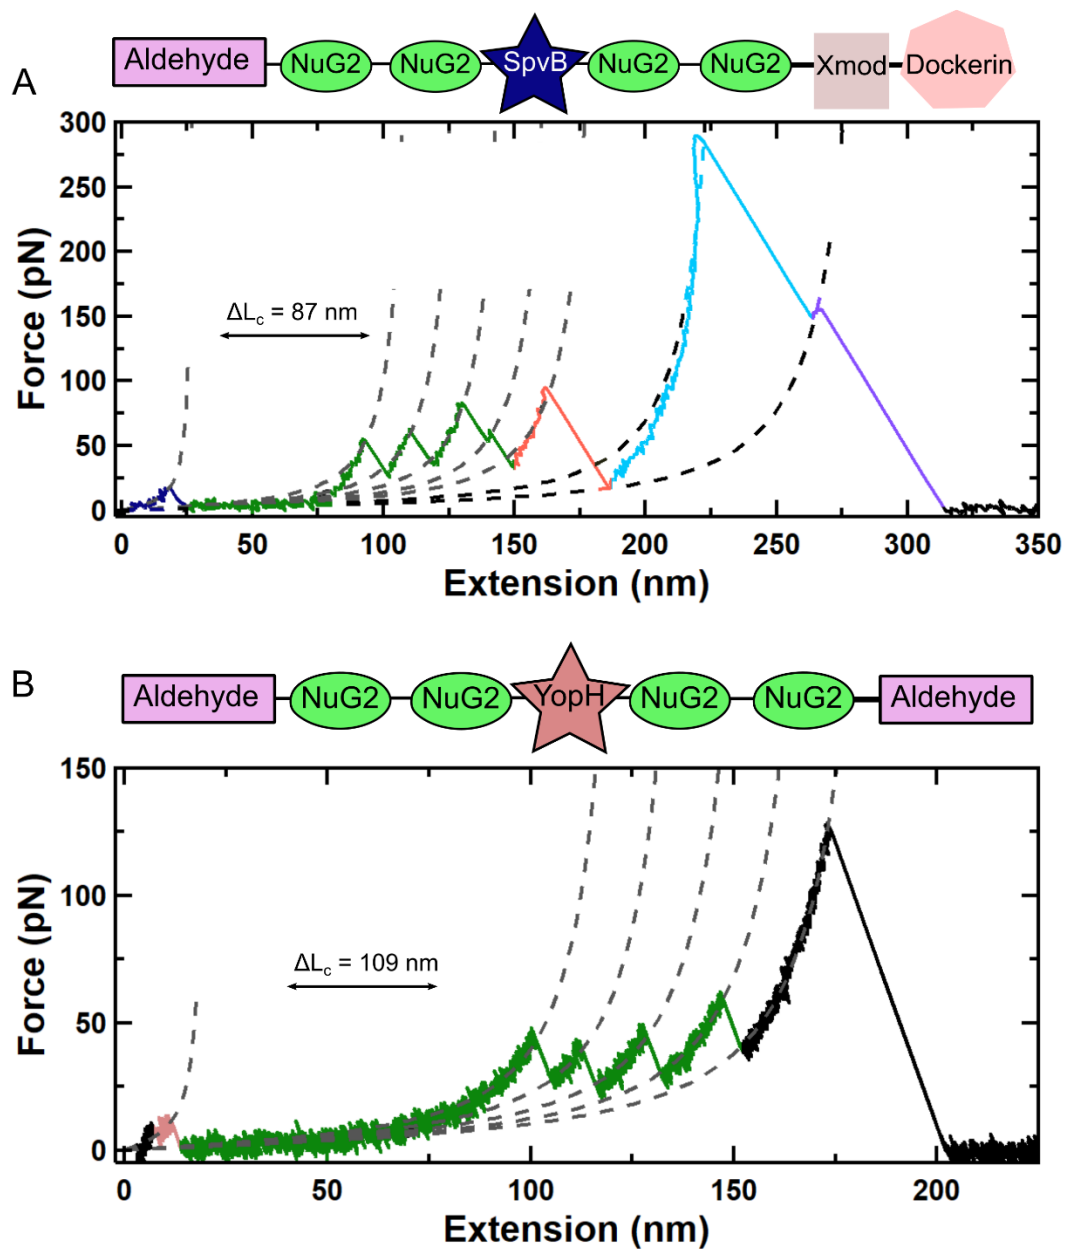 A
Aldehyde NuG2 NuG2 SpvB NuG2 NuG2 Xmod Dockerin
300
250
200
150
100
50
0
Force (pN)
ΔLc = 87 nm
0 50 100 150 200 250 300 350
Extension (nm)
B
Aldehyde NuG2 NuG2 YopH NuG2 NuG2 Aldehyde
150
100
50
0
Force (pN)
ΔLc = 109 nm
0 50 100 150 200
Extension (nm)